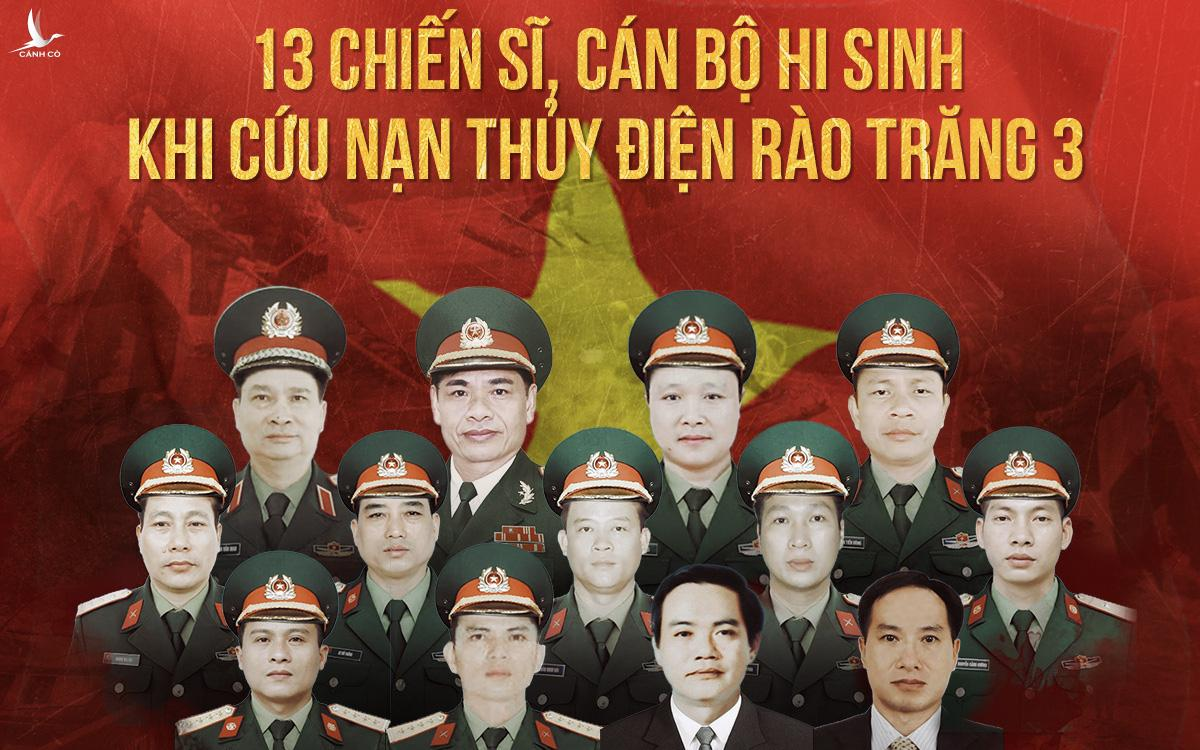 CÁNH CÒ
13 CHIẾN SĨ, CÁN BỘ HI SINH
KHI CỨU NẠN THỦY ĐIỆN RÀO TRĂNG 3